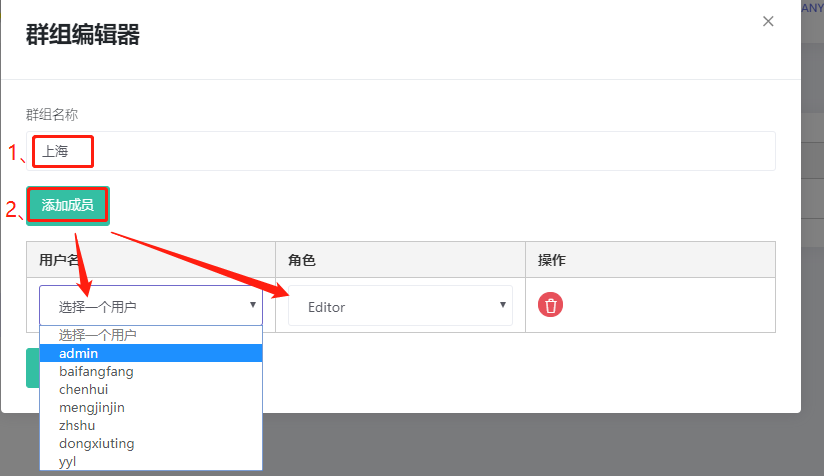 ANY
群组编辑器
×
群组名称
1、
上海
2、
添加成员
用户名 角色 操作
选择一个用户 Editor
选择一个用户
admin
baifangfang
chenhui
mengjinjin
zhshu
dongxiuting
yyl